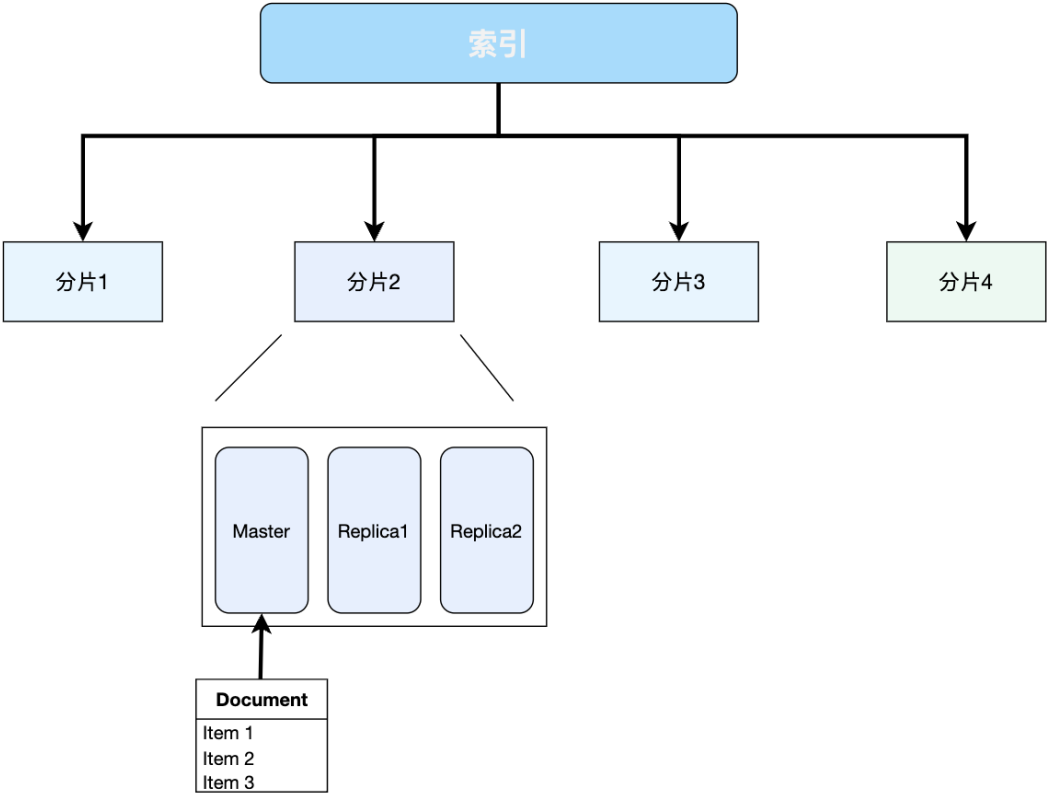 索引
分片1
分片2
分片3
分片4
Master
Replica1
Replica2
Document
Item 1
Item 2
Item 3